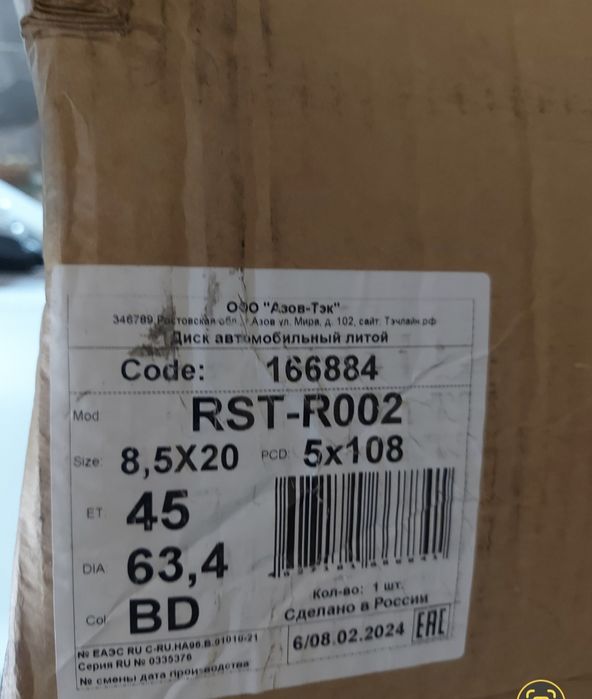 ООО "Азов-Тэк"
346789 Ростовская обл., г. Азов ул. Мира, д. 102, сайт: Тэчлайн.рф
Диск автомобильный литой
Code: 166884
Mod RST-R002
Size: 8,5X20 PCD: 5x108
ET: 45
DIA 63,4
Кол-во: 1 шт.
Col BD
Сделано в России
6/08.02.2024 EAC
№ ЕАЭС RU C-RU.HA96.B.01010-21
Серия RU № 0335376
№ смены дата производства